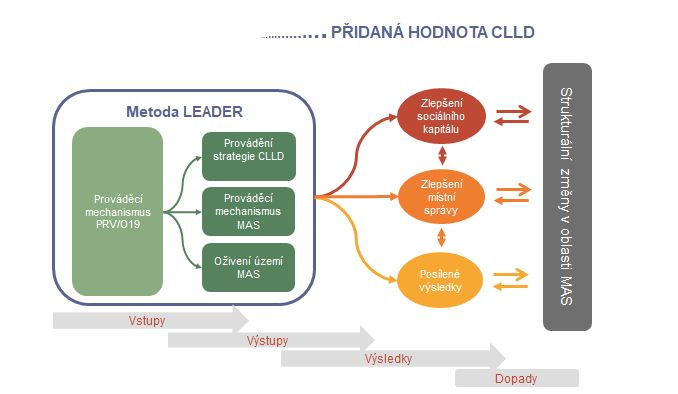 ............... PŘIDANÁ HODNOTA CLLD
Metoda LEADER
Prováděcí
mechanismus
PRV/O19
Provádění
strategie CLLD
Prováděcí
mechanismus
MAS
Oživení území
MAS
Zlepšení
sociálního
kapitálu
Zlepšení
místní
správy
Posílené
výsledky
Strukturální změny v oblasti MAS
Vstupy
Výstupy
Výsledky
Dopady